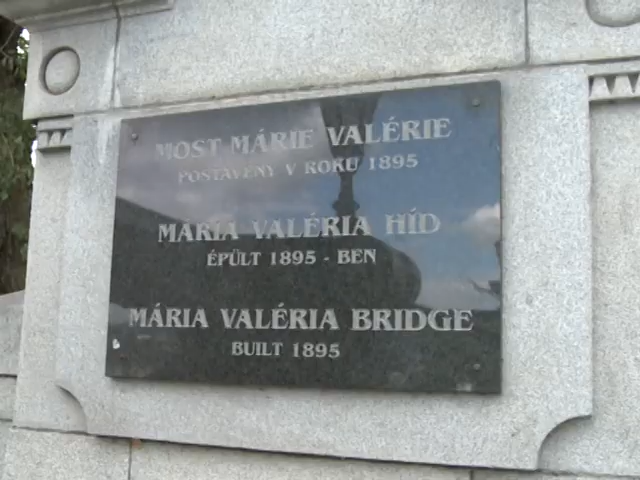 MOST MÁRIE VALÉRIE
POSTAVENÝ V ROKU 1895
MÁRIA VALÉRIA HÍD
ÉPÜLT 1895 - BEN
MÁRIA VALÉRIA BRIDGE
BUILT 1895